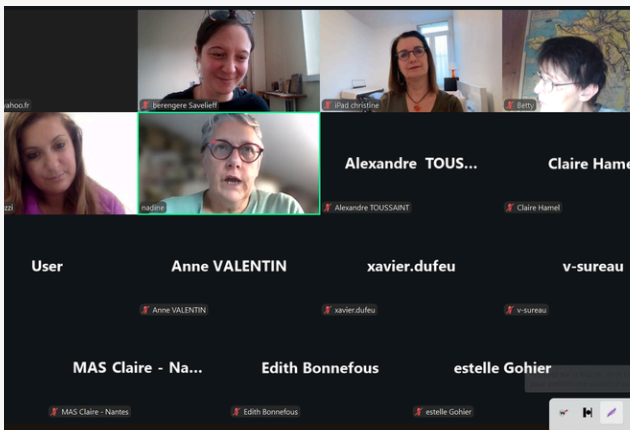 yahoo.fr
berengere Savelieff
iPad christine
Betty
zzi
nadine
Alexandre TOUSS...
Claire Hame
Alexandre TOUSSAINT
Claire Hamel
User
Anne VALENTIN
xavier.dufeu
v-sureau
Anne VALENTIN
xavier.dufeu
v-sureau
MAS Claire - Na...
Edith Bonnefous
estelle Gohier
MAS Claire - Nantes
Edith Bonnefous
estelle Gohier